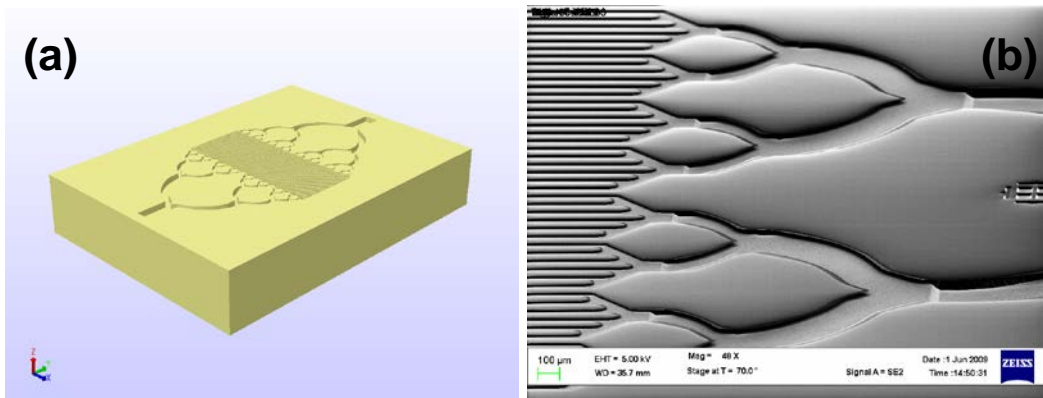 (a)
(b)
Z
Y
X
100 µm
EHT = 5.00 kV
Mag = 48 X
Date :1 Jun 2009
WD = 35.7 mm
Stage at T = 70.0 °
Signal A = SE2
Time :14:50:31
ZEISS